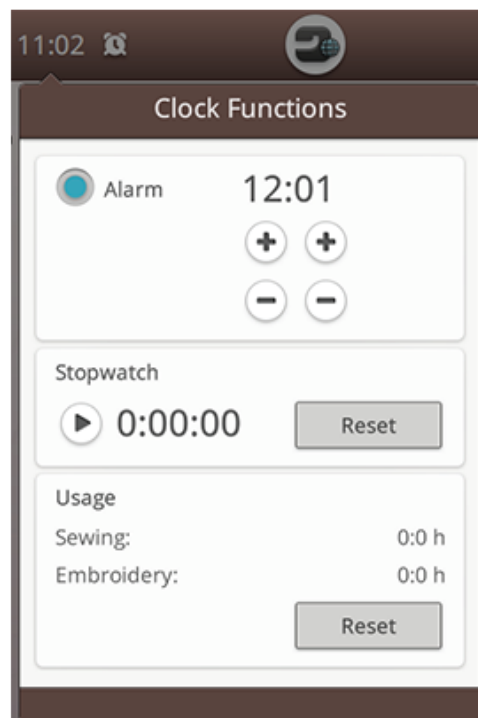 11:02
Clock Functions
Alarm 12:01
Stopwatch
0:00:00 Reset
Usage
Sewing: 0:0 h
Embroidery: 0:0 h
Reset